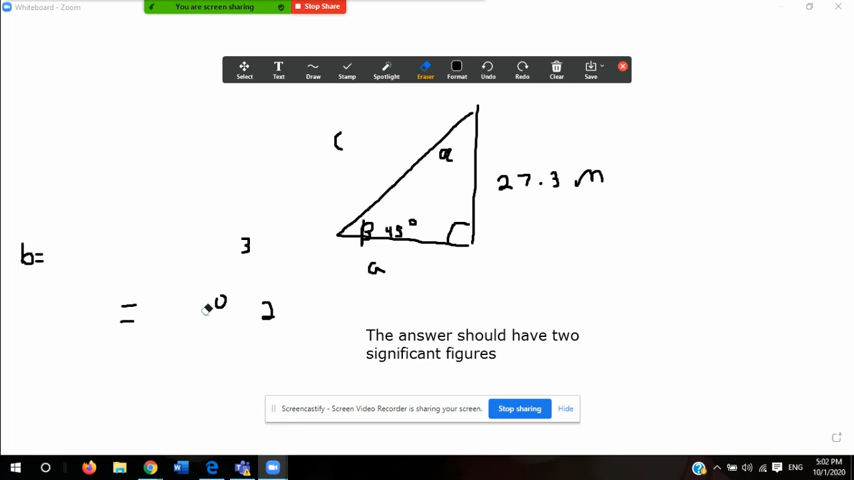 Whiteboard - Zoom
You are screen sharing
Stop Share
Select
Text
Draw
Stamp
Spotlight
Eraser
Format
Undo
Redo
Clear
Save
c
α
27.3 m
β 45°
a
b=
3
= 0 2
The answer should have two
significant figures
Screencastify - Screen Video Recorder is sharing your screen.
Stop sharing
Hide
ENG
5:02 PM
10/1/2020